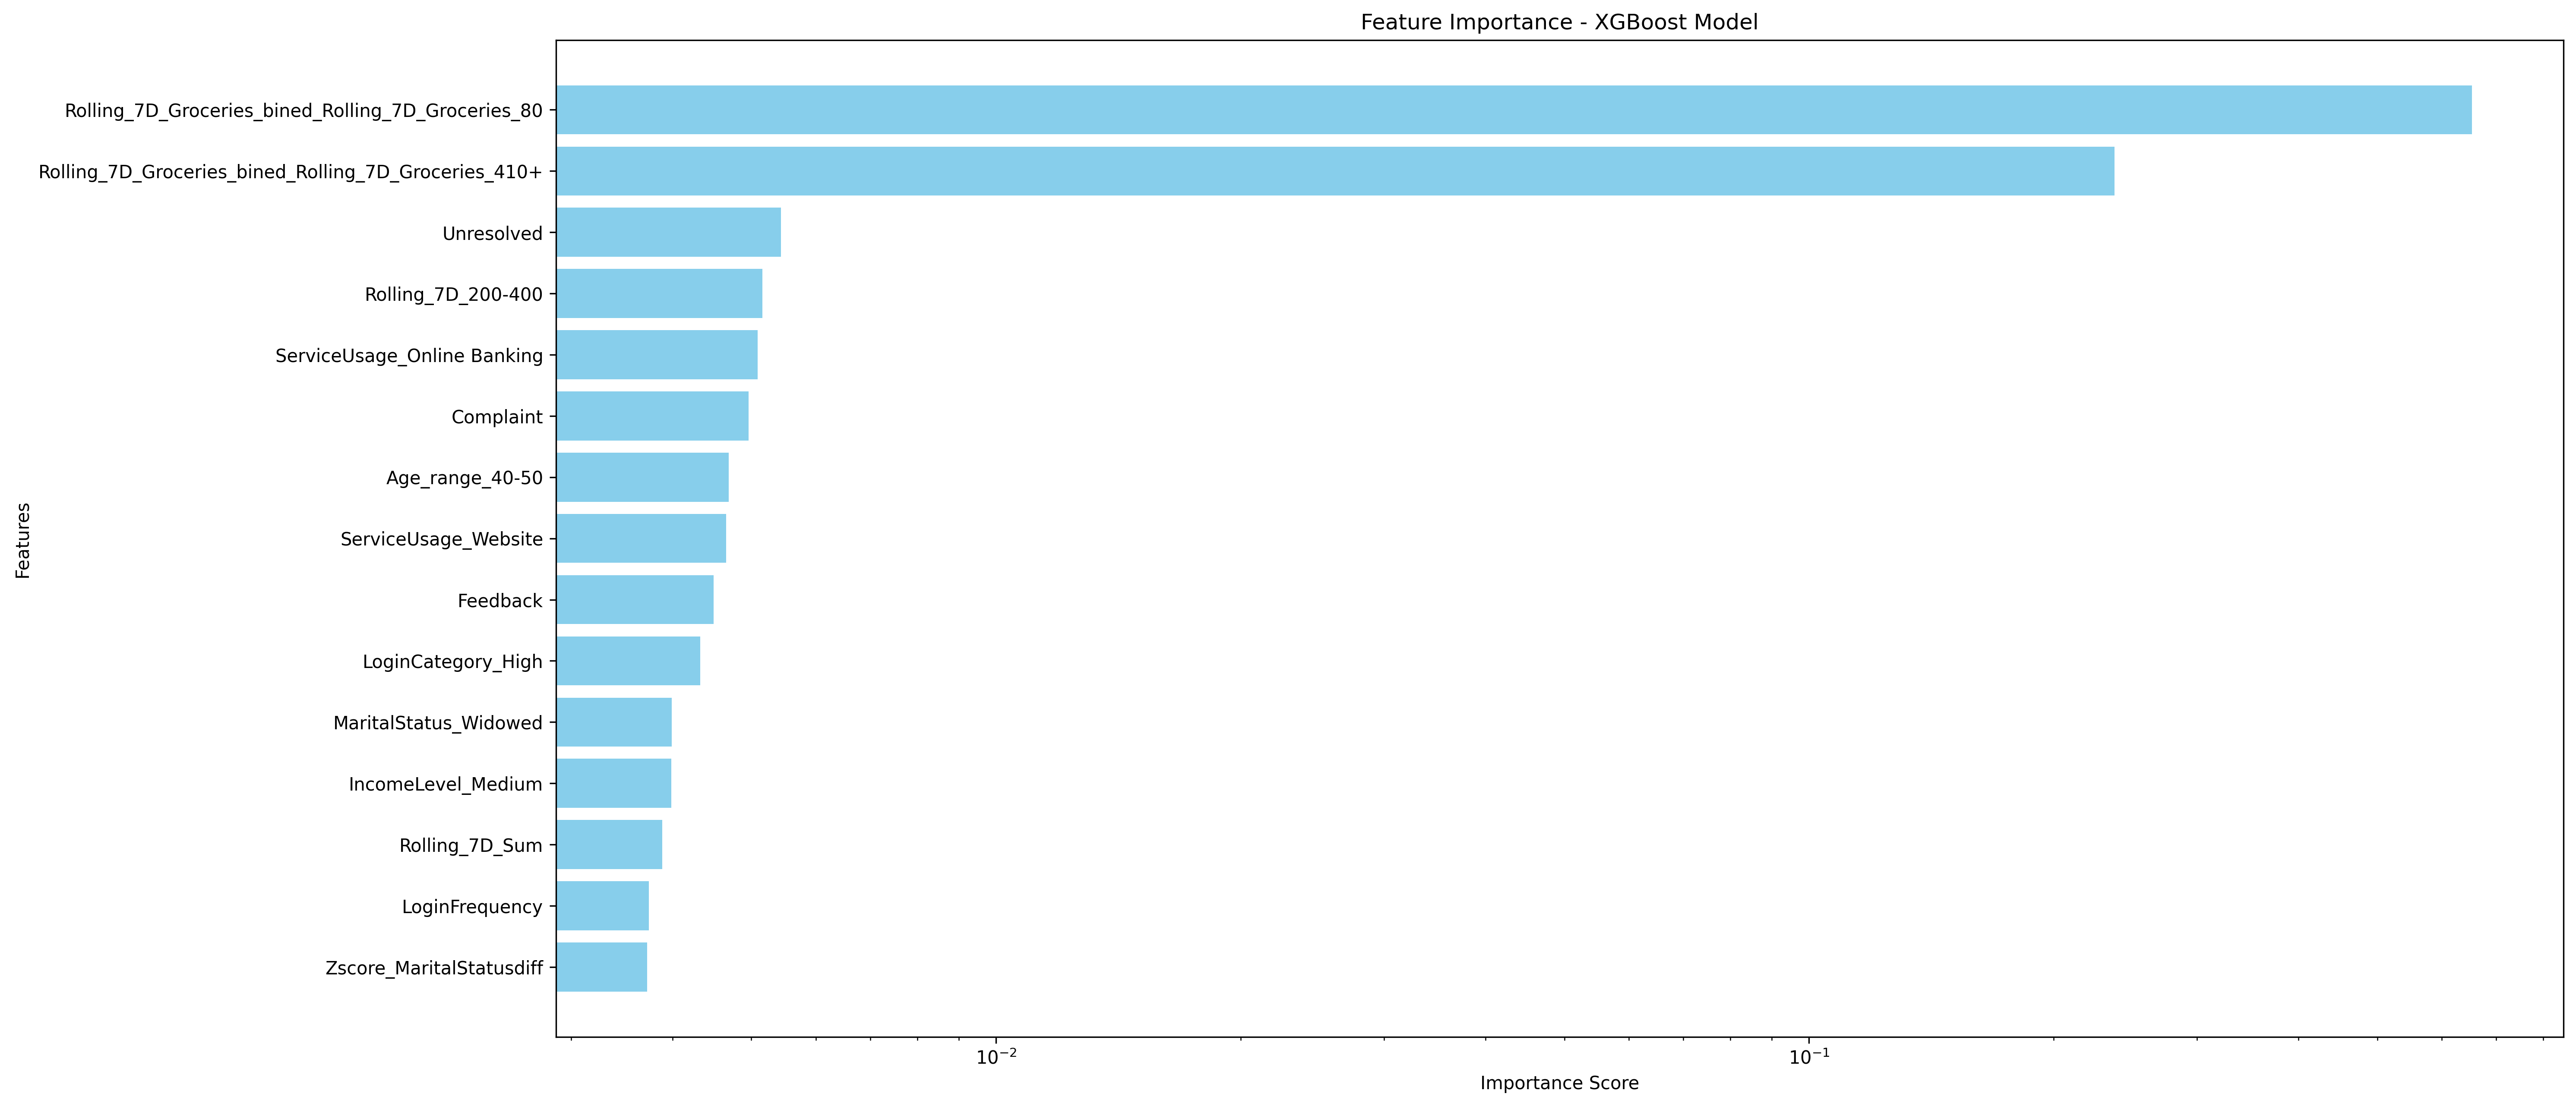 Feature Importance - XGBoost Model
Rolling_7D_Groceries_bined_Rolling_7D_Groceries_80
Rolling_7D_Groceries_bined_Rolling_7D_Groceries_410+
Unresolved
Rolling_7D_200-400
ServiceUsage_Online Banking
Complaint
Age_range_40-50
ServiceUsage_Website
Feedback
LoginCategory_High
MaritalStatus_Widowed
IncomeLevel_Medium
Rolling_7D_Sum
LoginFrequency
Zscore_MaritalStatusdiff
Features
10⁻² 10⁻¹
Importance Score